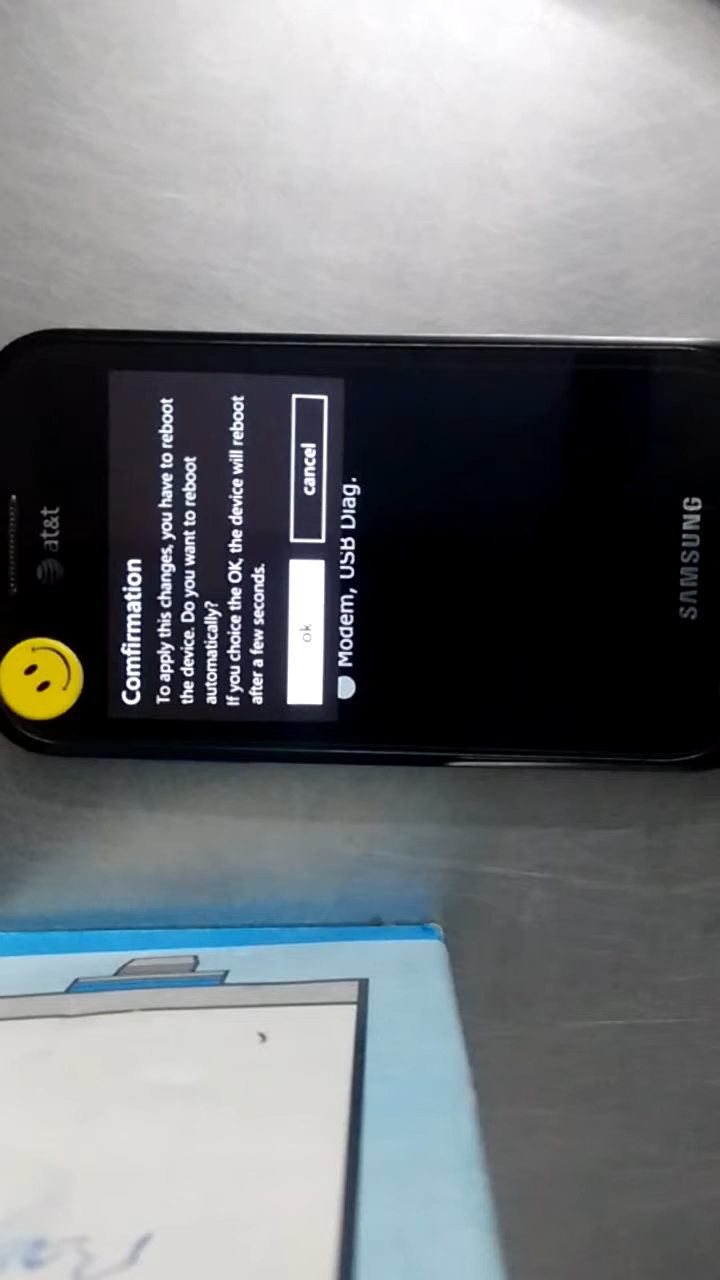 at&t
Comfirmation
To apply this changes, you have to reboot
the device. Do you want to reboot
automatically?
If you choice the OK, the device will reboot
after a few seconds.
ok
cancel
Modem, USB Diag.
SAMSUNG